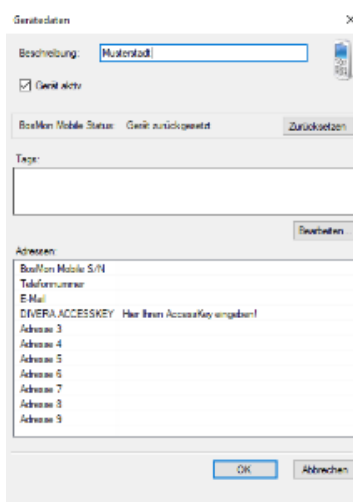 Gerätedaten
Beschreibung: Musterstadt
Gerät aktiv
BosMon Mobile Status: Gerät zurückgesetzt Zurücksetzen
Tags:
Bearbeiten...
Adressen:
BosMon Mobile S/N
Telefonnummer
E-Mail
DIVERA ACCESSKEY Hier Ihren AccessKey eingeben!
Adresse 3
Adresse 4
Adresse 5
Adresse 6
Adresse 7
Adresse 8
Adresse 9
OK Abbrechen